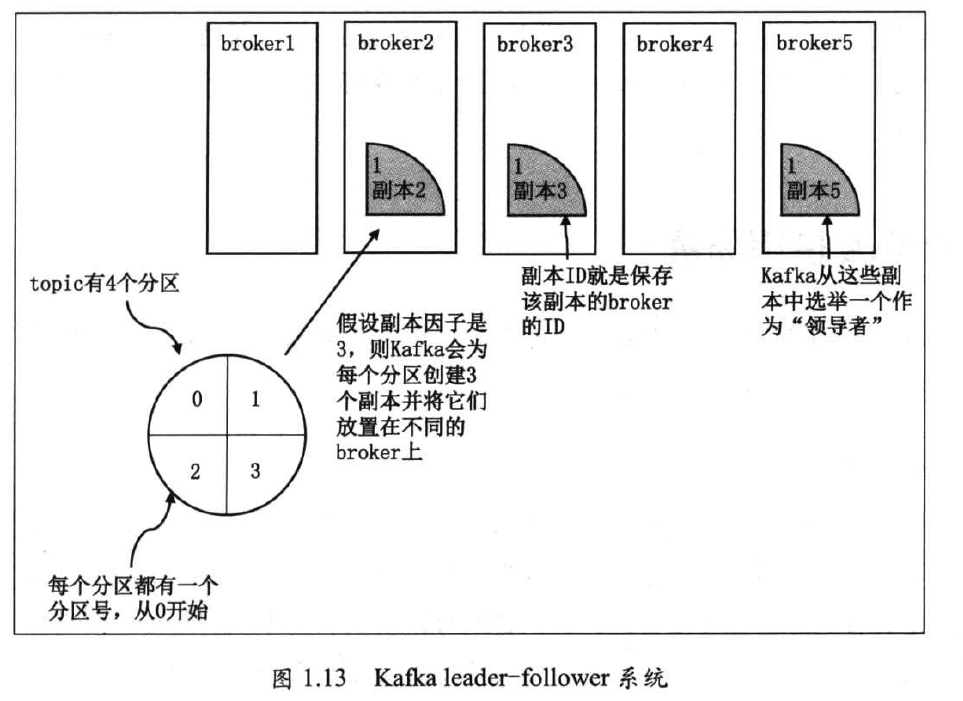 broker1
broker2
broker3
broker4
broker5
1
副本2
1
副本3
1
副本5
topic有4个分区
假设副本因子是
3，则Kafka会为
每个分区创建3
个副本并将它们
放置在不同的
broker上
副本ID就是保存
该副本的broker
的ID
Kafka从这些副
本中选举一个作
为“领导者”
0
1
2
3
每个分区都有一个
分区号，从0开始
图 1.13 Kafka leader-follower 系统